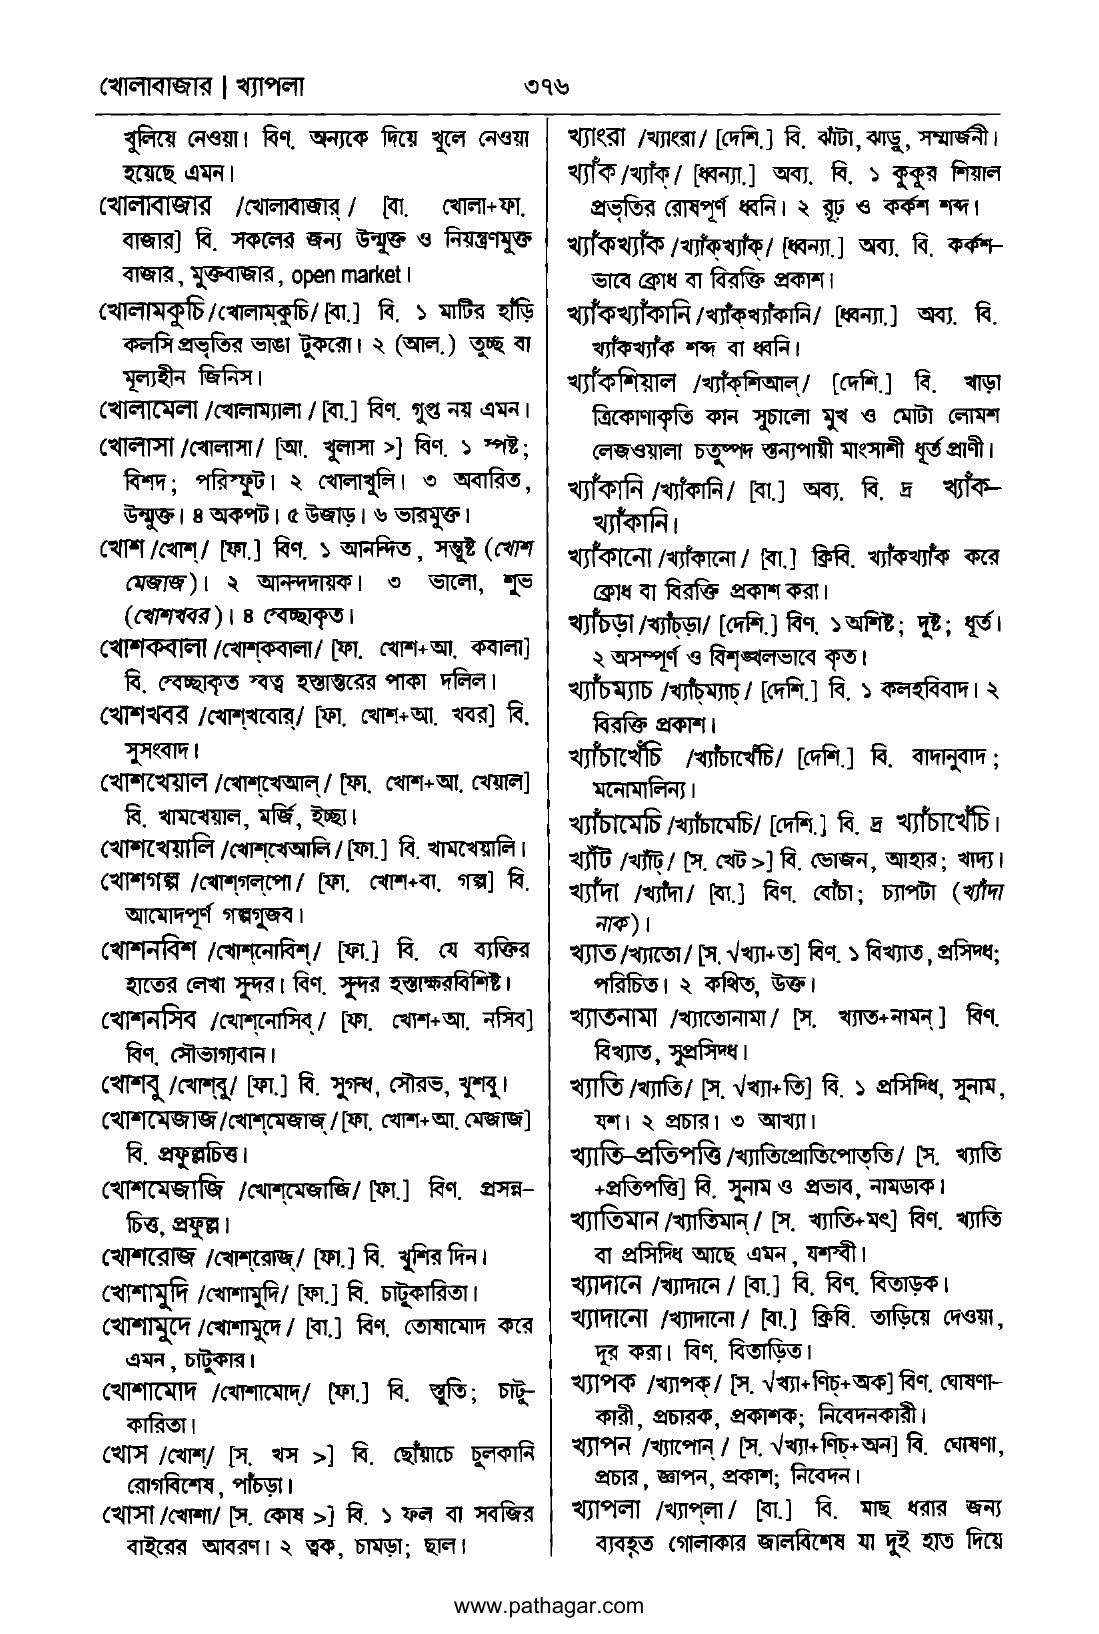 খোলাবাজার | খ্যাপলা
৩৭৬
খুলিয়ে নেওয়া। বিণ. অন্যকে দিয়ে খুলে নেওয়া
হয়েছে এমন।
খোলাবাজার /খোলাবাজার্/ [বা. খোলা+ফা.
বাজার] বি. সকলের জন্য উন্মুক্ত ও নিয়ন্ত্রণমুক্ত
বাজার, মুক্তবাজার, open market।
খোলামকুচি /খোলাম্‌কুচি/ [বা.] বি. ১ মাটির হাঁড়ি
কলসি প্রভৃতির ভাঙা টুকরো। ২ (আল.) তুচ্ছ বা
মূল্যহীন জিনিস।
খোলামেলা /খোলাম্যালা/ [বা.] বিণ. গুপ্ত নয় এমন।
খোলাসা /খোলাসা/ [আ. খুলাসা >] বিণ. ১ স্পষ্ট;
বিশদ; পরিস্ফুট। ২ খোলাখুলি। ৩ অবারিত,
উন্মুক্ত। ৪ অকপট। ৫ উজাড়। ৬ ভারমুক্ত।
খোশ /খোশ্/ [ফা.] বিণ. ১ আনন্দিত, সন্তুষ্ট (খোশ
মেজাজ)। ২ আনন্দদায়ক। ৩ ভালো, শুভ
(খোশখবর)। ৪ স্বেচ্ছাকৃত।
খোশকবালা /খোশ্‌কবালা/ [ফা. খোশ+আ. কবালা]
বি. স্বেচ্ছাকৃত স্বত্ব হস্তান্তরের পাকা দলিল।
খোশখবর /খোশ্‌খবোর্/ [ফা. খোশ+আ. খবর] বি.
সুসংবাদ।
খোশখেয়াল /খোশ্‌খেআল্/ [ফা. খোশ+আ. খেয়াল]
বি. খামখেয়াল, মর্জি, ইচ্ছা।
খোশখেয়ালি /খোশ্‌খেআলি/ [ফা.] বি. খামখেয়ালি।
খোশগল্প /খোশ্‌গল্‌পো/ [ফা. খোশ+বা. গল্প] বি.
আমোদপূর্ণ গল্পগুজব।
খোশনবিশ /খোশ্‌নোবিশ্/ [ফা.] বি. যে ব্যক্তির
হাতের লেখা সুন্দর। বিণ. সুন্দর হস্তাক্ষরবিশিষ্ট।
খোশনসিব /খোশ্‌নোসিব্/ [ফা. খোশ+আ. নসিব]
বিণ. সৌভাগ্যবান।
খোশবু /খোশ্‌বু/ [ফা.] বি. সুগন্ধ, সৌরভ, খুশবু।
খোশমেজাজ /খোশ্‌মেজাজ্/ [ফা. খোশ+আ. মেজাজ]
বি. প্রফুল্লচিত্ত।
খোশমেজাজি /খোশ্‌মেজাজি/ [ফা.] বিণ. প্রসন্ন–
চিত্ত, প্রফুল্ল।
খোশরোজ /খোশ্‌রোজ্/ [ফা.] বি. খুশির দিন।
খোশামুদি /খোশামুদি/ [ফা.] বি. চাটুকারিতা।
খোশামুদে /খোশামুদে/ [বা.] বিণ. তোষামোদ করে
এমন, চাটুকার।
খোশামোদ /খোশামোদ্/ [ফা.] বি. স্তুতি; চাটু–
কারিতা।
খোস /খোশ্/ [স. খস >] বি. ছোঁয়াচে চুলকানি
রোগবিশেষ, পাঁচড়া।
খোসা /খোশা/ [স. কোষ >] বি. ১ ফল বা সবজির
বাইরের আবরণ। ২ ত্বক, চামড়া; ছাল।
খ্যাংরা /খ্যাংরা/ [দেশি.] বি. ঝাঁটা, ঝাড়ু, সম্মার্জনী।
খ্যাঁক /খ্যাঁক্/ [ধ্বন্যা.] অব্য. বি. ১ কুকুর শিয়াল
প্রভৃতির রোষপূর্ণ ধ্বনি। ২ রূঢ় ও কর্কশ শব্দ।
খ্যাঁকখ্যাঁক /খ্যাঁক্‌খ্যাঁক্/ [ধ্বন্যা.] অব্য. বি. কর্কশ–
ভাবে ক্রোধ বা বিরক্তি প্রকাশ।
খ্যাঁকখ্যাঁকানি /খ্যাঁক্‌খ্যাঁকানি/ [ধ্বন্যা.] অব্য. বি.
খ্যাঁকখ্যাঁক শব্দ বা ধ্বনি।
খ্যাঁকশিয়াল /খ্যাঁক্‌শিআল্/ [দেশি.] বি. খাড়া
ত্রিকোণাকৃতি কান সুচালো মুখ ও মোটা লোমশ
লেজওয়ালা চতুষ্পদ স্তন্যপায়ী মাংসাশী ধূর্ত প্রাণী।
খ্যাঁকানি /খ্যাঁকানি/ [বা.] অব্য. বি. দ্র খ্যাঁক–
খ্যাঁকানি।
খ্যাঁকানো /খ্যাঁকানো/ [বা.] ক্রিবি. খ্যাঁকখ্যাঁক করে
ক্রোধ বা বিরক্তি প্রকাশ করা।
খ্যাঁচড়া /খ্যাঁচ্‌ড়া/ [দেশি.] বিণ. ১ অশিষ্ট; দুষ্ট; ধূর্ত।
২ অসম্পূর্ণ ও বিশৃঙ্খলভাবে কৃত।
খ্যাঁচম্যাচ /খ্যাঁচ্‌ম্যাচ্/ [দেশি.] বি. ১ কলহবিবাদ। ২
বিরক্তি প্রকাশ।
খ্যাঁচাখেঁচি /খ্যাঁচাখেঁচি/ [দেশি.] বি. বাদানুবাদ;
মনোমালিন্য।
খ্যাঁচামেচি /খ্যাঁচামেচি/ [দেশি.] বি. দ্র খ্যাঁচাখেঁচি।
খ্যাঁট /খ্যাঁট্/ [স. খেট >] বি. ভোজন, আহার; খাদ্য।
খ্যাঁদা /খ্যাঁদা/ [বা.] বিণ. বোঁচা; চ্যাপটা (খ্যাঁদা
নাক)।
খ্যাত /খ্যাতো/ [স. √খ্যা+ত] বিণ. ১ বিখ্যাত, প্রসিদ্ধ;
পরিচিত। ২ কথিত, উক্ত।
খ্যাতনামা /খ্যাতোনামা/ [স. খ্যাত+নামন্] বিণ.
বিখ্যাত, সুপ্রসিদ্ধ।
খ্যাতি /খ্যাতি/ [স. √খ্যা+তি] বি. ১ প্রসিদ্ধি, সুনাম,
যশ। ২ প্রচার। ৩ আখ্যা।
খ্যাতি–প্রতিপত্তি /খ্যাতিপ্রোতিপোত্‌তি/ [স. খ্যাতি
+প্রতিপত্তি] বি. সুনাম ও প্রভাব, নামডাক।
খ্যাতিমান /খ্যাতিমান্/ [স. খ্যাতি+মৎ] বিণ. খ্যাতি
বা প্রসিদ্ধি আছে এমন, যশস্বী।
খ্যাদানে /খ্যাদানে/ [বা.] বি. বিণ. বিতাড়ক।
খ্যাদানো /খ্যাদানো/ [বা.] ক্রিবি. তাড়িয়ে দেওয়া,
দূর করা। বিণ. বিতাড়িত।
খ্যাপক /খ্যাপক্/ [স. √খ্যা+ণিচ্+অক] বিণ. ঘোষণা–
কারী, প্রচারক, প্রকাশক; নিবেদনকারী।
খ্যাপন /খ্যাপোন্/ [স. √খ্যা+ণিচ্+অন] বি. ঘোষণা,
প্রচার, জ্ঞাপন, প্রকাশ; নিবেদন।
খ্যাপলা /খ্যাপ্‌লা/ [বা.] বি. মাছ ধরার জন্য
ব্যবহৃত গোলাকার জালবিশেষ যা দুই হাত দিয়ে
www.pathagar.com